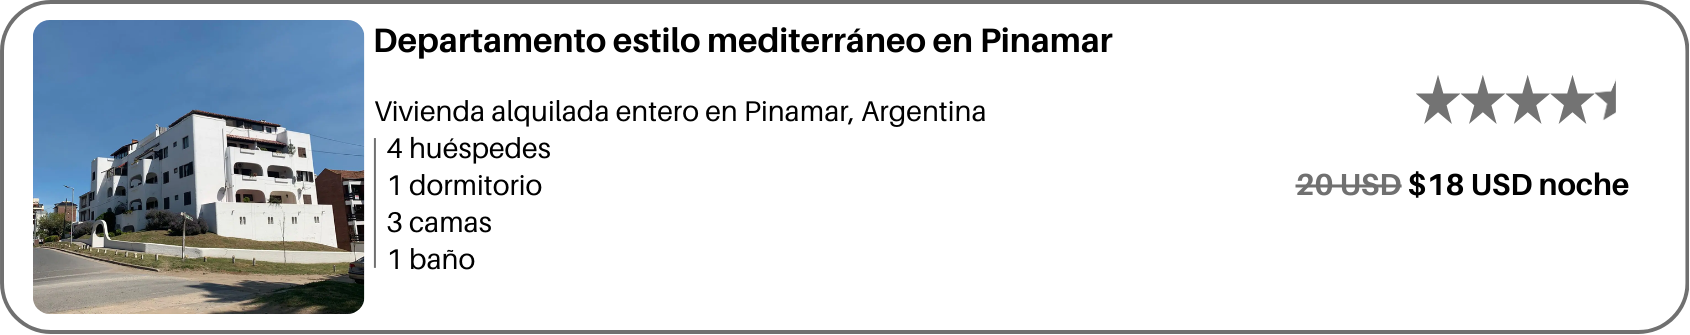 Departamento estilo mediterráneo en Pinamar
Vivienda alquilada entero en Pinamar, Argentina
4 huéspedes
1 dormitorio
3 camas
1 baño
20 USD $18 USD noche